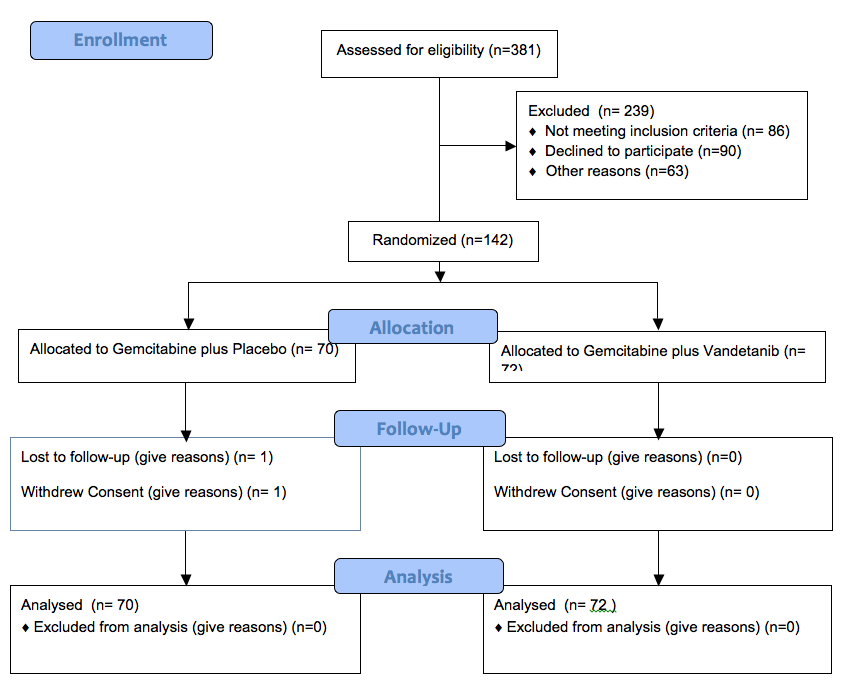 Enrollment
Assessed for eligibility (n=381)
Excluded (n= 239)
♦ Not meeting inclusion criteria (n= 86)
♦ Declined to participate (n=90)
♦ Other reasons (n=63)
Randomized (n=142)
Allocation
Allocated to Gemcitabine plus Placebo (n= 70)
Allocated to Gemcitabine plus Vandetanib (n=
72)
Follow-Up
Lost to follow-up (give reasons) (n= 1)
Withdrew Consent (give reasons) (n= 1)
Lost to follow-up (give reasons) (n=0)
Withdrew Consent (give reasons) (n= 0)
Analysis
Analysed (n= 70)
♦ Excluded from analysis (give reasons) (n=0)
Analysed (n= 72 )
♦ Excluded from analysis (give reasons) (n=0)